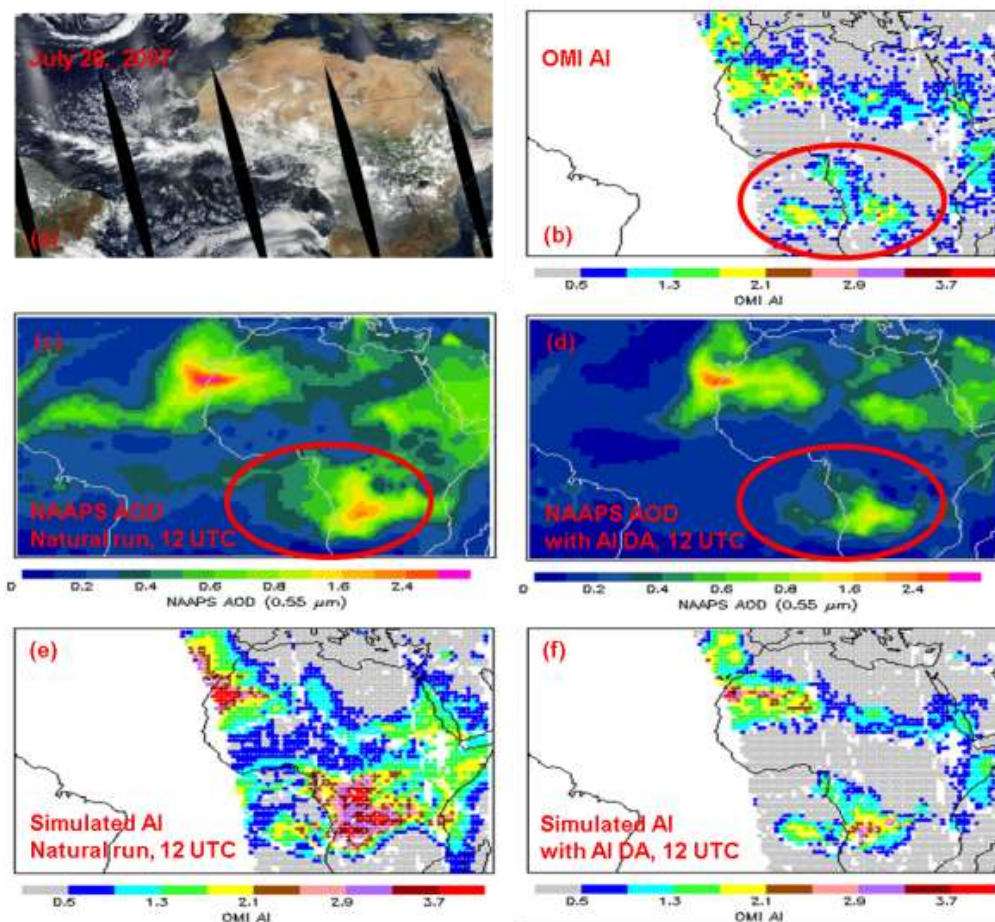 July 28, 2007
(a)
OMI AI
(b)
0.5 1.3 2.1 2.9 3.7
OMI AI
(c)
NAAPS AOD
Natural run, 12 UTC
0 0.2 0.4 0.6 0.8 1.6 2.4
NAAPS AOD (0.55 μm)
(d)
NAAPS AOD
with AI DA, 12 UTC
0 0.2 0.4 0.6 0.8 1.6 2.4
NAAPS AOD (0.55 μm)
(e)
Simulated AI
Natural run, 12 UTC
0.5 1.3 2.1 2.9 3.7
OMI AI
(f)
Simulated AI
with AI DA, 12 UTC
0.5 1.3 2.1 2.9 3.7
OMI AI